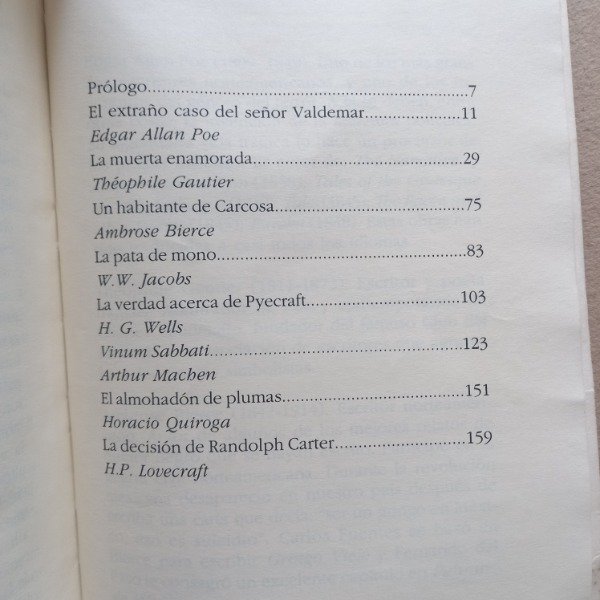 Prólogo..........7
El extraño caso del señor Valdemar..........11
Edgar Allan Poe
La muerta enamorada..........29
Théophile Gautier
Un habitante de Carcosa..........75
Ambrose Bierce
La pata de mono..........83
W.W. Jacobs
La verdad acerca de Pyecraft..........103
H. G. Wells
Vinum Sabbati..........123
Arthur Machen
El almohadón de plumas..........151
Horacio Quiroga
La decisión de Randolph Carter..........159
H.P. Lovecraft